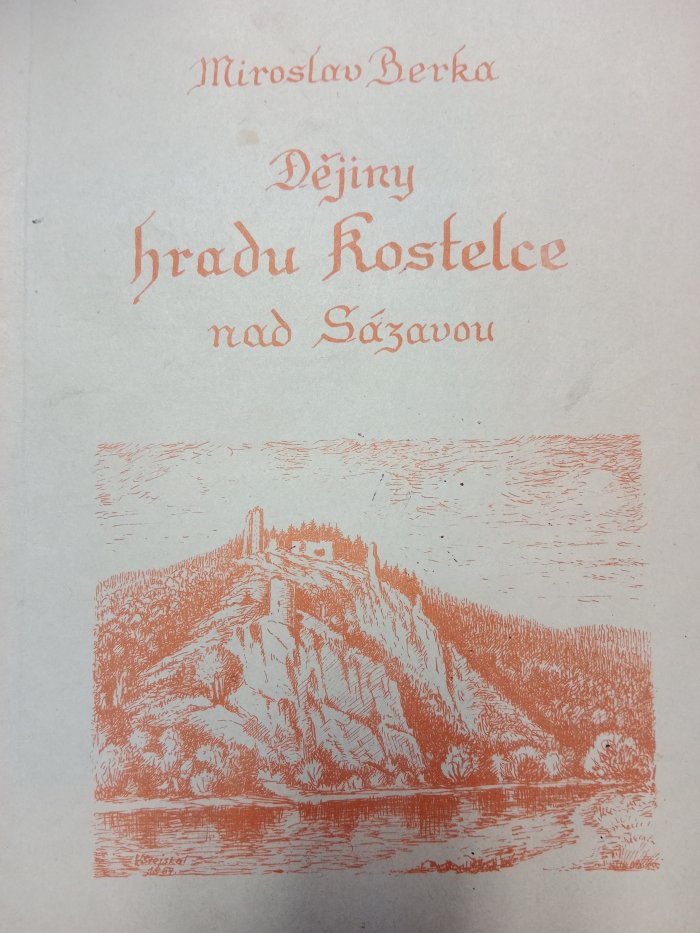 Miroslav Berka
Dějiny
hradu Kostelce
nad Sázavou